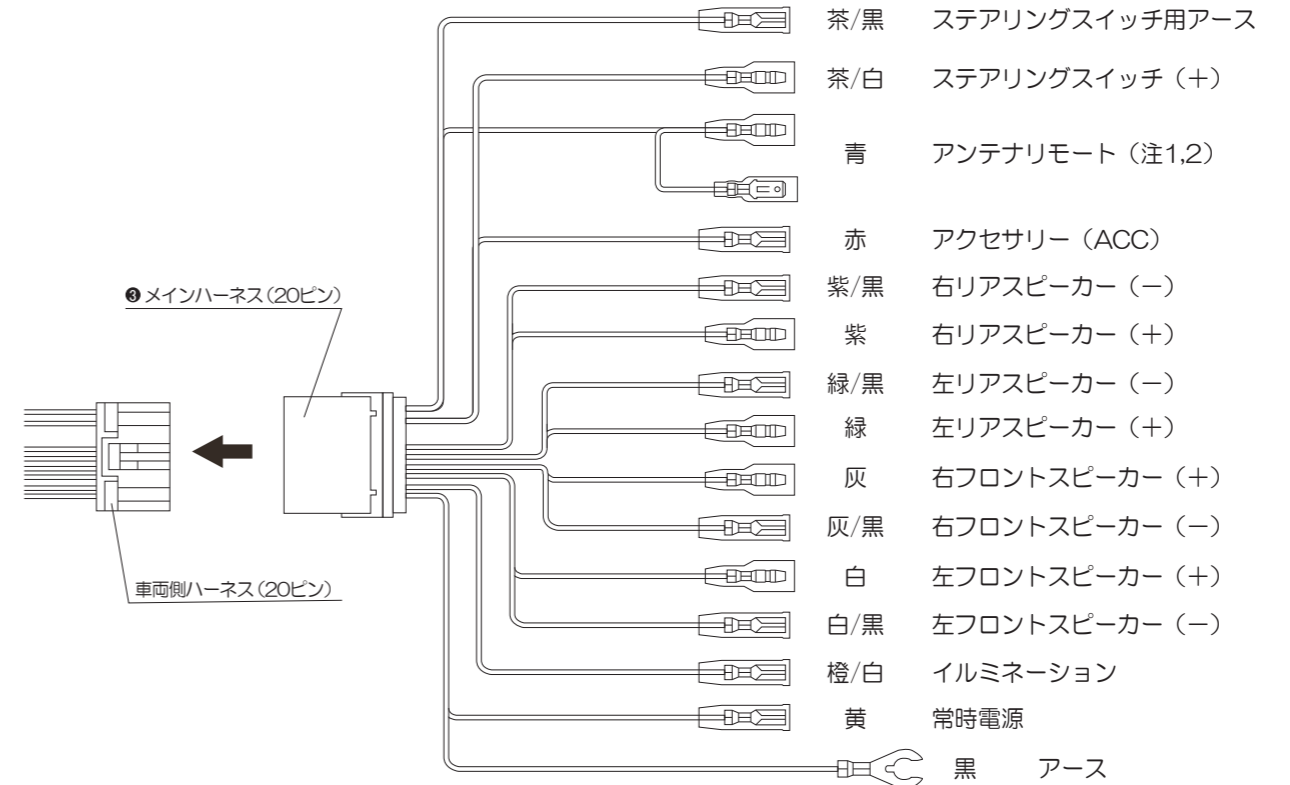 茶/黒 ステアリングスイッチ用アース
茶/白 ステアリングスイッチ（＋）
青 アンテナリモート（注1,2）
赤 アクセサリー（ACC）
紫/黒 右リアスピーカー（－）
❸メインハーネス（20ピン）
紫 右リアスピーカー（＋）
緑/黒 左リアスピーカー（－）
緑 左リアスピーカー（＋）
灰 右フロントスピーカー（＋）
灰/黒 右フロントスピーカー（－）
白 左フロントスピーカー（＋）
車両側ハーネス（20ピン）
白/黒 左フロントスピーカー（－）
橙/白 イルミネーション
黄 常時電源
黒 アース